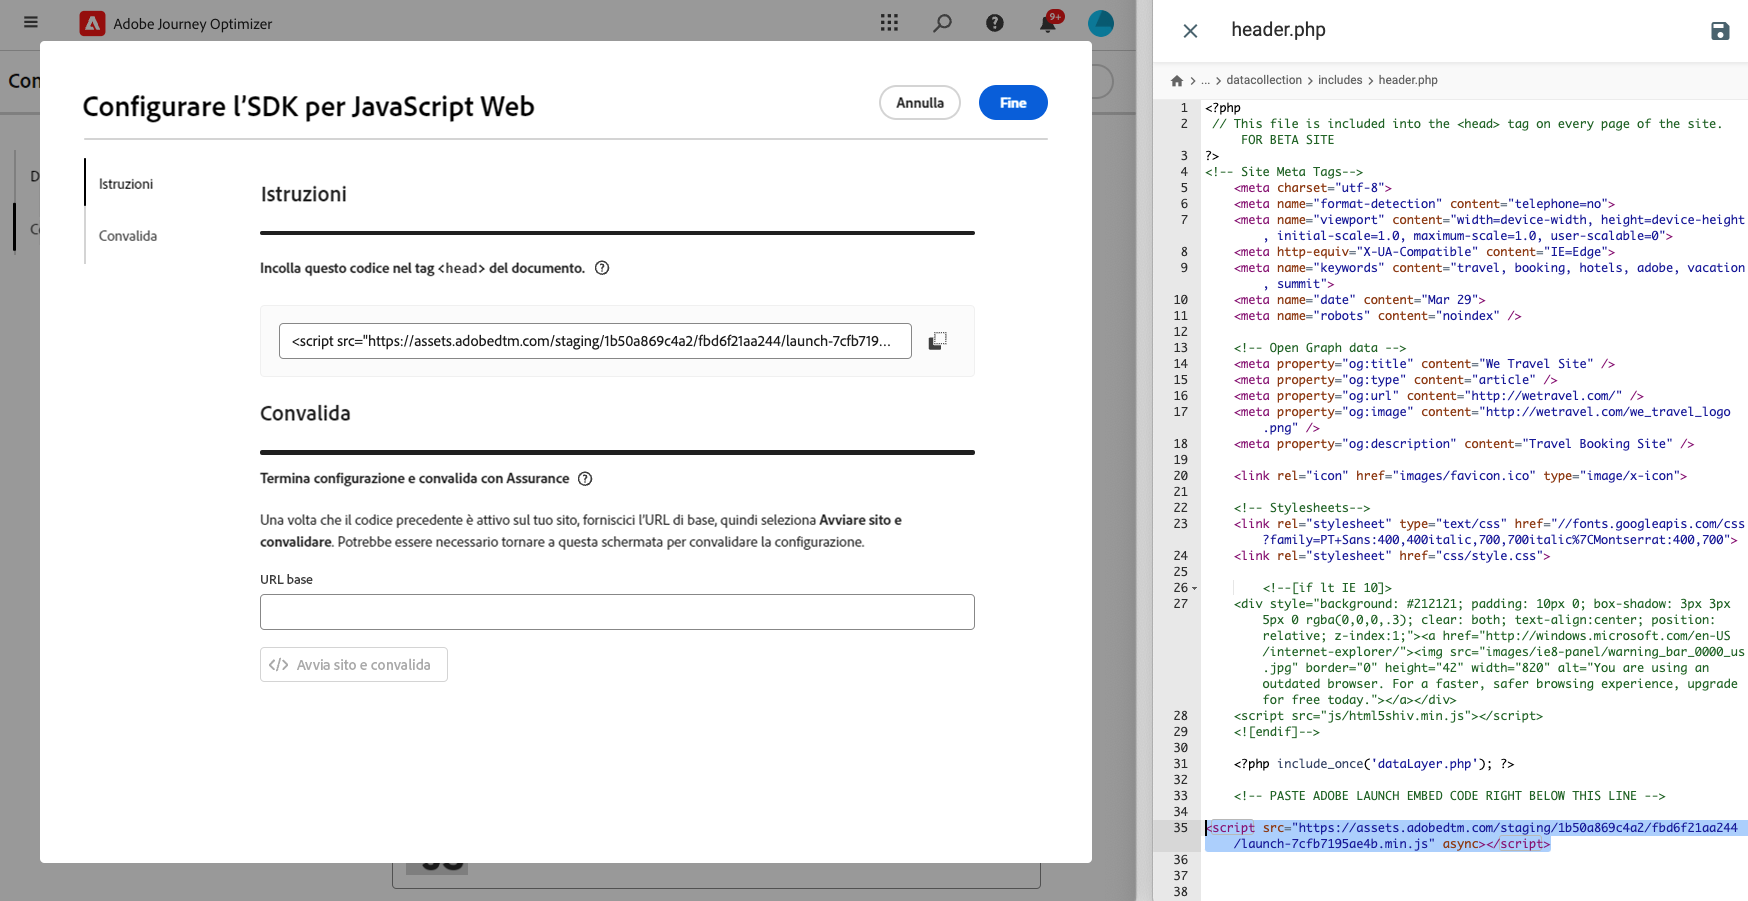 Adobe Journey Optimizer
9+
Con
Configurare l’SDK per JavaScript Web
Annulla
Fine
D
Istruzioni
Convalida
Istruzioni
Incolla questo codice nel tag <head> del documento.
<script src="https://assets.adobedtm.com/staging/1b50a869c4a2/fbd6f21aa244/launch-7cfb719...
Convalida
Termina configurazione e convalida con Assurance
Una volta che il codice precedente è attivo sul tuo sito, forniscici l’URL di base, quindi seleziona Avviare sito e
convalidare. Potrebbe essere necessario tornare a questa schermata per convalidare la configurazione.
URL base
</> Avvia sito e convalida
header.php
... > datacollection > includes > header.php
1 <?php
2 // This file is included into the <head> tag on every page of the site.
FOR BETA SITE
3 ?>
4 <!-- Site Meta Tags-->
5 <meta charset="utf-8">
6 <meta name="format-detection" content="telephone=no">
7 <meta name="viewport" content="width=device-width, height=device-height
, initial-scale=1.0, maximum-scale=1.0, user-scalable=0">
8 <meta http-equiv="X-UA-Compatible" content="IE=Edge">
9 <meta name="keywords" content="travel, booking, hotels, adobe, vacation
, summit">
10 <meta name="date" content="Mar 29">
11 <meta name="robots" content="noindex" />
12
13 <!-- Open Graph data -->
14 <meta property="og:title" content="We Travel Site" />
15 <meta property="og:type" content="article" />
16 <meta property="og:url" content="http://wetravel.com/" />
17 <meta property="og:image" content="http://wetravel.com/we_travel_logo
.png" />
18 <meta property="og:description" content="Travel Booking Site" />
19
20 <link rel="icon" href="images/favicon.ico" type="image/x-icon">
21
22 <!-- Stylesheets-->
23 <link rel="stylesheet" type="text/css" href="//fonts.googleapis.com/css
?family=PT+Sans:400,400italic,700,700italic%7CMontserrat:400,700">
24 <link rel="stylesheet" href="css/style.css">
25
26 <!--[if lt IE 10]>
27 <div style="background: #212121; padding: 10px 0; box-shadow: 3px 3px
5px 0 rgba(0,0,0,.3); clear: both; text-align:center; position:
relative; z-index:1;"><a href="http://windows.microsoft.com/en-US
/internet-explorer/"><img src="images/ie8-panel/warning_bar_0000_us
.jpg" border="0" height="42" width="820" alt="You are using an
outdated browser. For a faster, safer browsing experience, upgrade
for free today."></a></div>
28 <script src="js/html5shiv.min.js"></script>
29 <![endif]-->
30
31 <?php include_once('dataLayer.php'); ?>
32
33 <!-- PASTE ADOBE LAUNCH EMBED CODE RIGHT BELOW THIS LINE -->
34
35 <script src="https://assets.adobedtm.com/staging/1b50a869c4a2/fbd6f21aa244
/launch-7cfb7195ae4b.min.js" async></script>
36
37
38